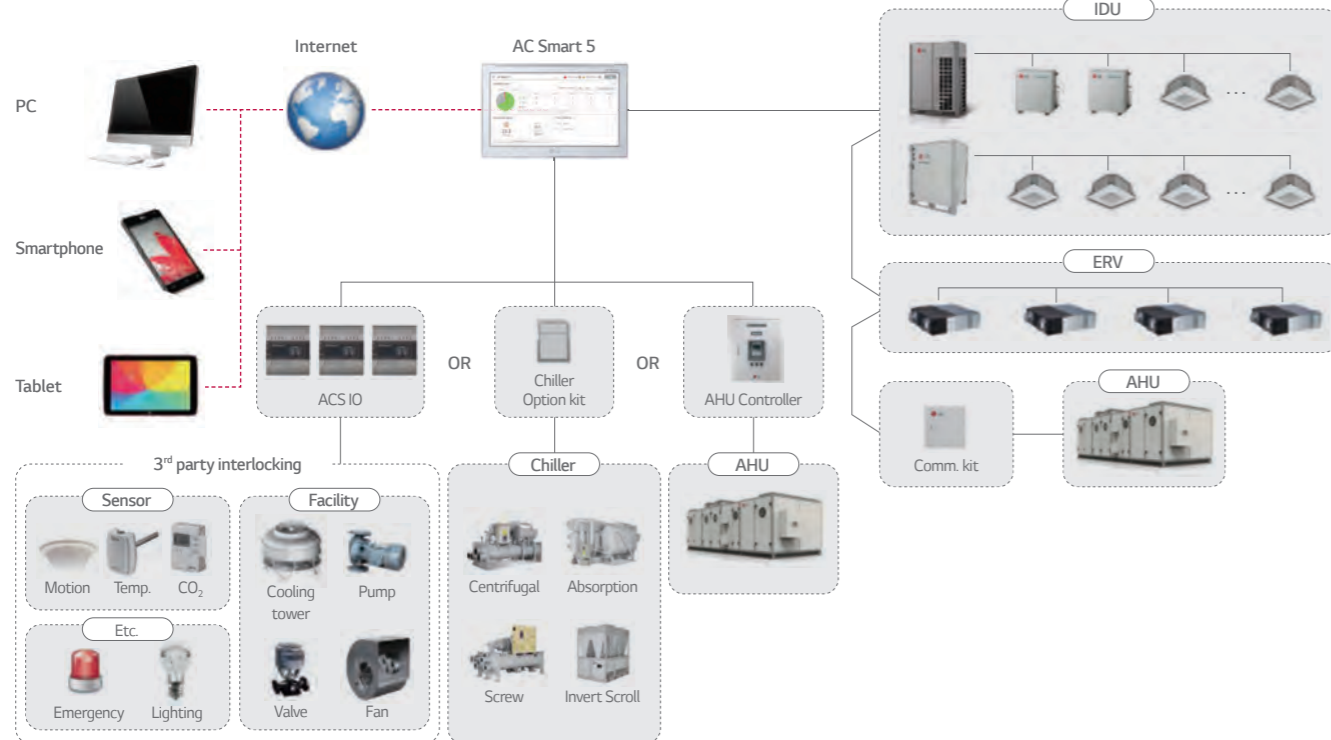 IDU
Internet
AC Smart 5
PC
Smartphone
ERV
Tablet
ACS IO
OR
Chiller
Option kit
OR
AHU Controller
AHU
Comm. kit
3rd party interlocking
Sensor
Motion
Temp.
CO₂
Etc.
Emergency
Lighting
Facility
Cooling
tower
Pump
Valve
Fan
Chiller
Centrifugal
Absorption
Screw
Invert Scroll
AHU